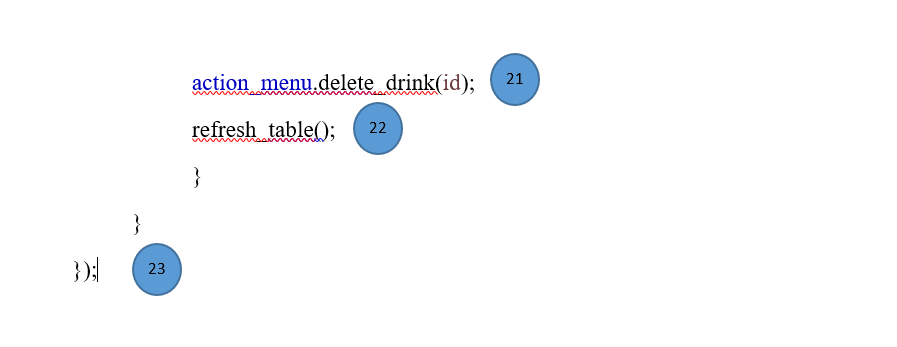 action_menu.delete_drink(id); 21
refresh_table(); 22
}
}
}); 23